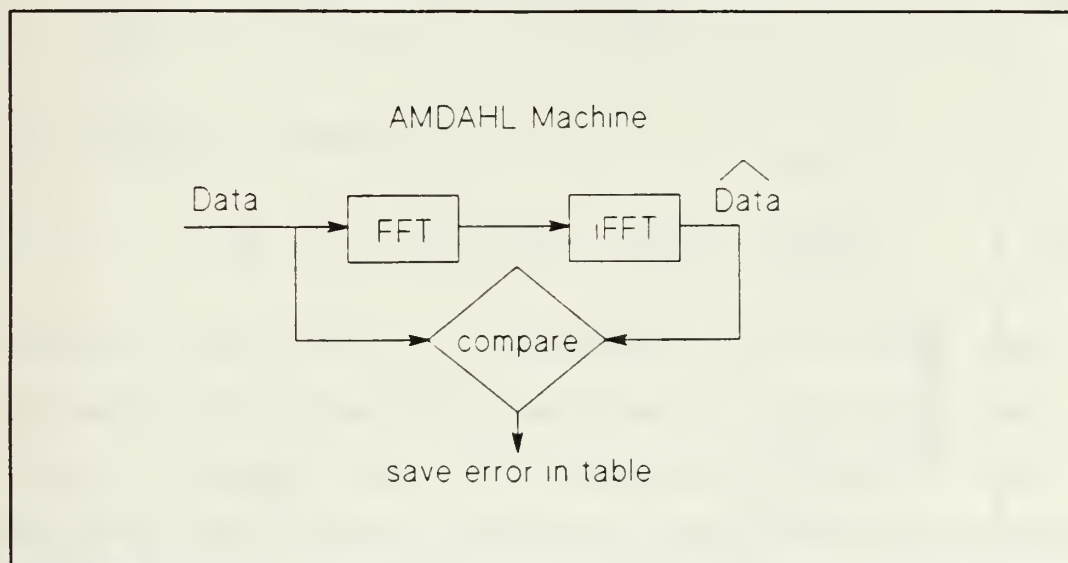 AMDAHL Machine
Data
Data
FFT
iFFT
compare
save error in table